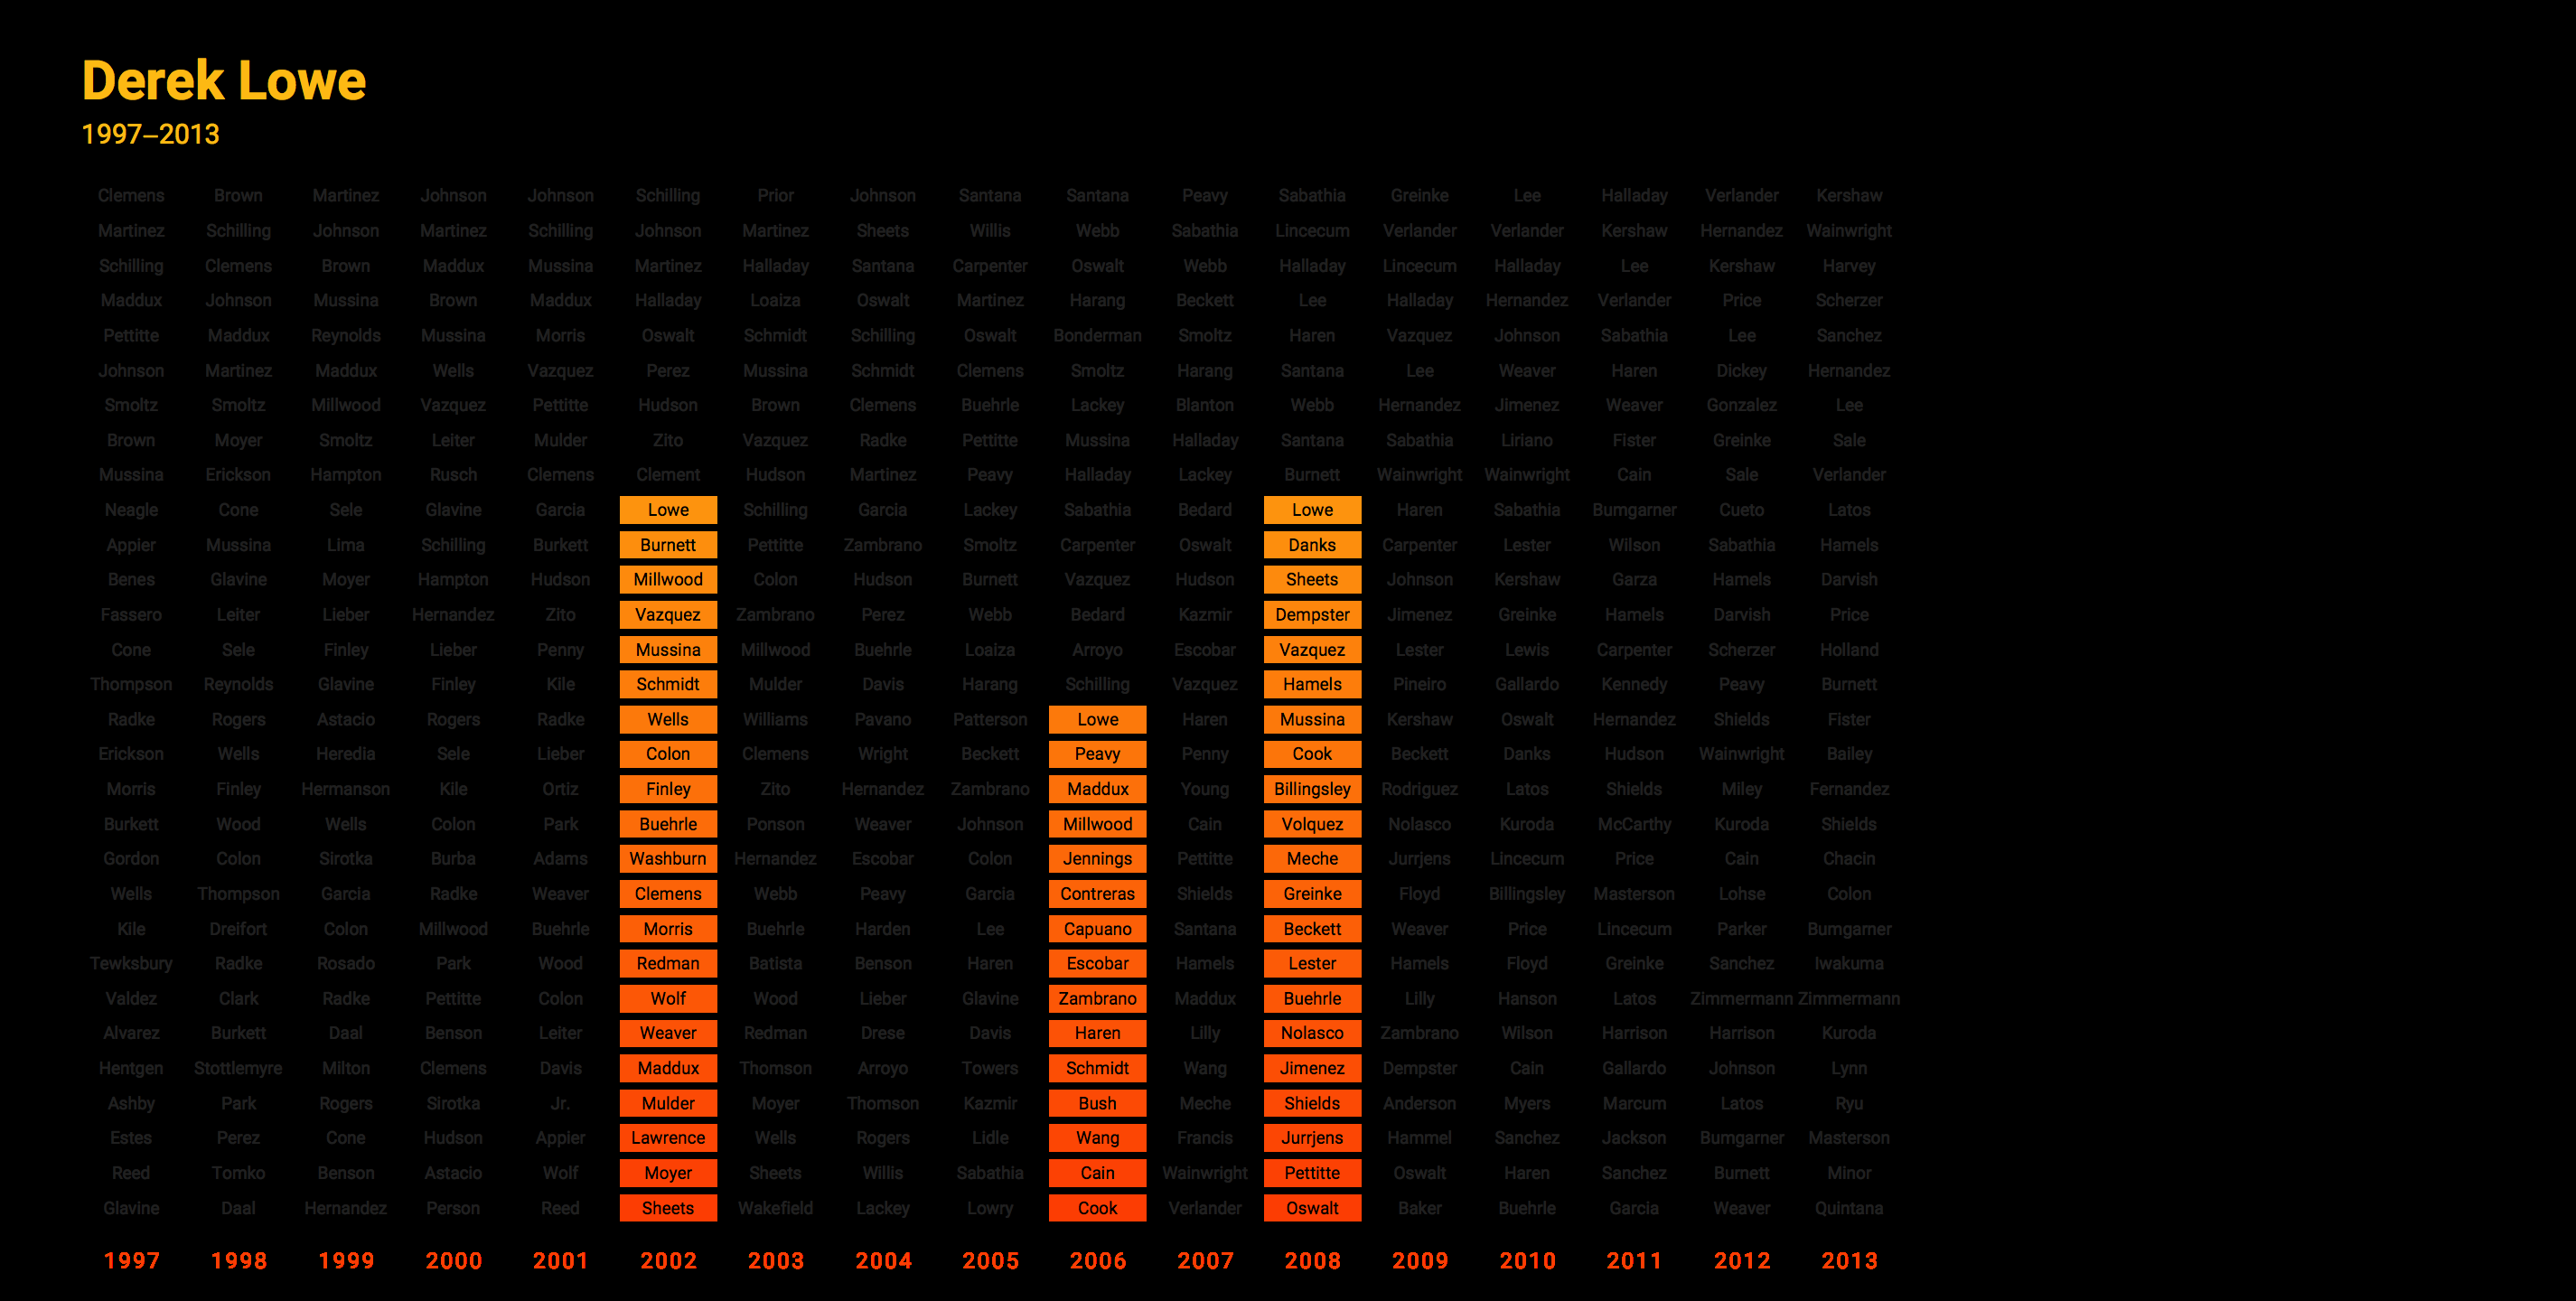 Derek Lowe
1997–2013
Clemens Brown Martinez Johnson Johnson Schilling Prior Johnson Santana Santana Peavy Sabathia Greinke Lee Halladay Verlander Kershaw
Martinez Schilling Johnson Martinez Schilling Johnson Martinez Sheets Willis Webb Sabathia Lincecum Verlander Verlander Kershaw Hernandez Wainwright
Schilling Clemens Brown Maddux Mussina Martinez Halladay Santana Carpenter Oswalt Webb Halladay Lincecum Halladay Lee Kershaw Harvey
Maddux Johnson Mussina Brown Maddux Halladay Loaiza Oswalt Martinez Harang Beckett Lee Halladay Hernandez Verlander Price Scherzer
Pettitte Maddux Reynolds Mussina Morris Oswalt Schmidt Schilling Oswalt Bonderman Smoltz Haren Vazquez Johnson Sabathia Lee Sanchez
Johnson Martinez Maddux Wells Vazquez Perez Mussina Schmidt Clemens Smoltz Harang Santana Lee Weaver Haren Dickey Hernandez
Smoltz Smoltz Millwood Vazquez Pettitte Hudson Brown Clemens Buehrle Lackey Blanton Webb Hernandez Jimenez Weaver Gonzalez Lee
Brown Moyer Smoltz Leiter Mulder Zito Vazquez Radke Pettitte Mussina Halladay Santana Sabathia Liriano Fister Greinke Sale
Mussina Erickson Hampton Rusch Clemens Clement Hudson Martinez Peavy Halladay Lackey Burnett Wainwright Wainwright Cain Sale Verlander
Neagle Cone Sele Glavine Garcia Lowe Schilling Garcia Lackey Sabathia Bedard Lowe Haren Sabathia Bumgarner Cueto Latos
Appier Mussina Lima Schilling Burkett Burnett Pettitte Zambrano Smoltz Carpenter Oswalt Danks Carpenter Lester Wilson Sabathia Hamels
Benes Glavine Moyer Hampton Hudson Millwood Colon Hudson Burnett Vazquez Hudson Sheets Johnson Kershaw Garza Hamels Darvish
Fassero Leiter Lieber Hernandez Zito Vazquez Zambrano Perez Webb Bedard Kazmir Dempster Jimenez Greinke Hamels Darvish Price
Cone Sele Finley Lieber Penny Mussina Millwood Buehrle Loaiza Arroyo Escobar Vazquez Lester Lewis Carpenter Scherzer Holland
Thompson Reynolds Glavine Finley Kile Schmidt Mulder Davis Harang Schilling Vazquez Hamels Pineiro Gallardo Kennedy Peavy Burnett
Radke Rogers Astacio Rogers Radke Wells Williams Pavano Patterson Lowe Haren Mussina Kershaw Oswalt Hernandez Shields Fister
Erickson Wells Heredia Sele Lieber Colon Clemens Wright Beckett Peavy Penny Cook Beckett Danks Hudson Wainwright Bailey
Morris Finley Hermanson Kile Ortiz Finley Zito Hernandez Zambrano Maddux Young Billingsley Rodriguez Latos Shields Miley Fernandez
Burkett Wood Wells Colon Park Buehrle Ponson Weaver Johnson Millwood Cain Volquez Nolasco Kuroda McCarthy Kuroda Shields
Gordon Colon Sirotka Burba Adams Washburn Hernandez Escobar Colon Jennings Pettitte Meche Jurrjens Lincecum Price Cain Chacin
Wells Thompson Garcia Radke Weaver Clemens Webb Peavy Garcia Contreras Shields Greinke Floyd Billingsley Masterson Lohse Colon
Kile Dreifort Colon Millwood Buehrle Morris Buehrle Harden Lee Capuano Santana Beckett Weaver Price Lincecum Parker Bumgarner
Tewksbury Radke Rosado Park Wood Redman Batista Benson Haren Escobar Hamels Lester Hamels Floyd Greinke Sanchez Iwakuma
Valdez Clark Radke Pettitte Colon Wolf Wood Lieber Glavine Zambrano Maddux Buehrle Lilly Hanson Latos Zimmermann Zimmermann
Alvarez Burkett Daal Benson Leiter Weaver Redman Drese Davis Haren Lilly Nolasco Zambrano Wilson Harrison Harrison Kuroda
Hentgen Stottlemyre Milton Clemens Davis Maddux Thomson Arroyo Towers Schmidt Wang Jimenez Dempster Cain Gallardo Johnson Lynn
Ashby Park Rogers Sirotka Jr. Mulder Moyer Thomson Kazmir Bush Meche Shields Anderson Myers Marcum Latos Ryu
Estes Perez Cone Hudson Appier Lawrence Wells Rogers Lidle Wang Francis Jurrjens Hammel Sanchez Jackson Bumgarner Masterson
Reed Tomko Benson Astacio Wolf Moyer Sheets Willis Sabathia Cain Wainwright Pettitte Oswalt Haren Sanchez Burnett Minor
Glavine Daal Hernandez Person Reed Sheets Wakefield Lackey Lowry Cook Verlander Oswalt Baker Buehrle Garcia Weaver Quintana
1997 1998 1999 2000 2001 2002 2003 2004 2005 2006 2007 2008 2009 2010 2011 2012 2013